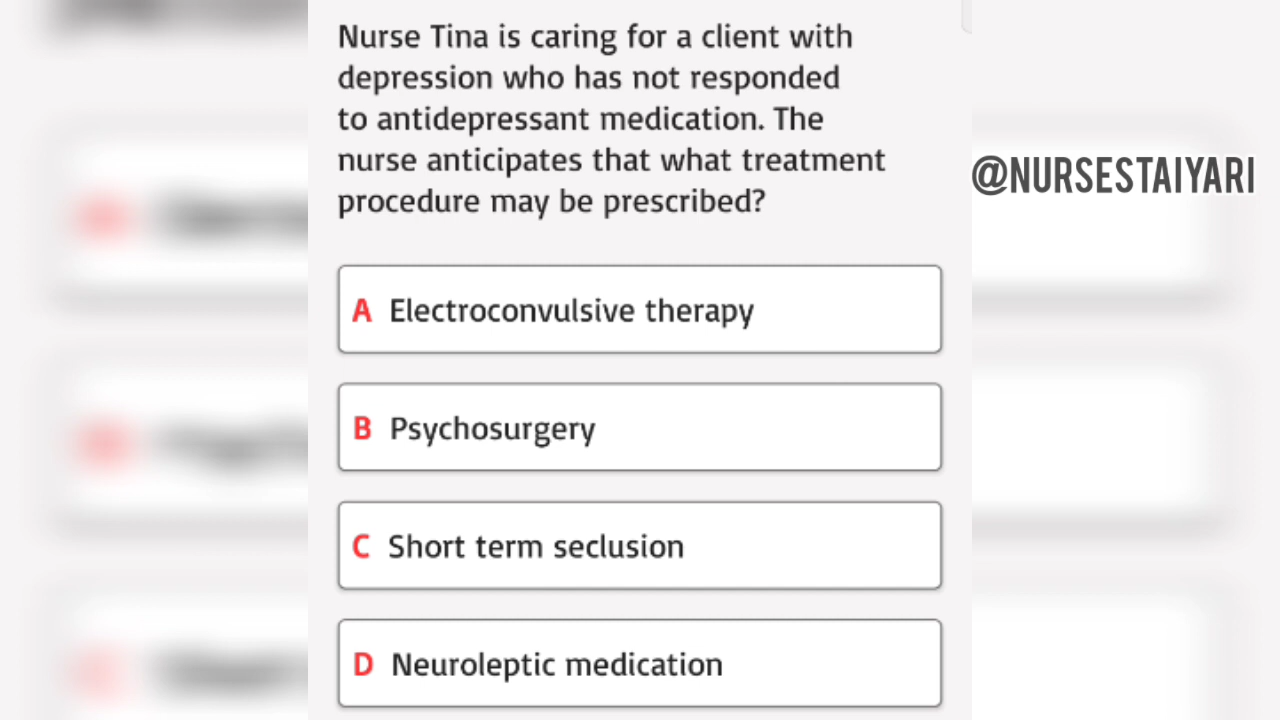 Nurse Tina is caring for a client with
depression who has not responded
to antidepressant medication. The
nurse anticipates that what treatment
procedure may be prescribed?
@NURSESTAIYARI
A Electroconvulsive therapy
B Psychosurgery
C Short term seclusion
D Neuroleptic medication